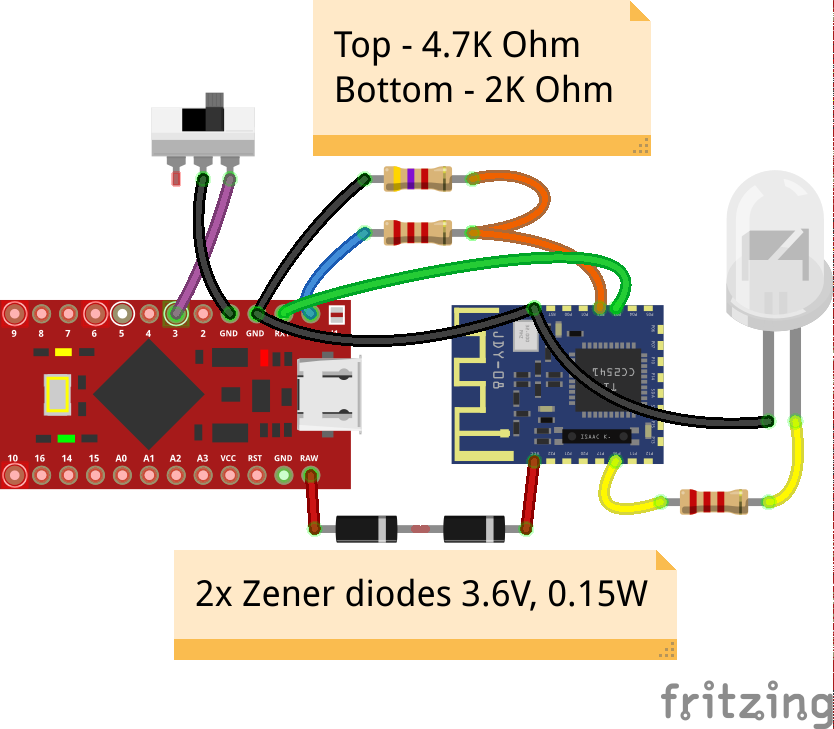 Top - 4.7K Ohm
Bottom - 2K Ohm
9 8 7 6 5 4 3 2 GND GND
JDY-08
CC2541
TI
ISAAC K-
10 16 14 15 A0 A1 A2 A3 VCC RST GND RAW
2x Zener diodes 3.6V, 0.15W
fritzing